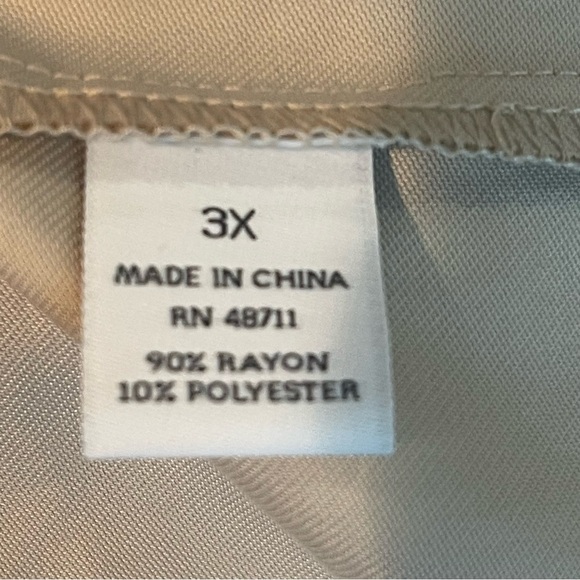 3X
MADE IN CHINA
RN 48711
90% RAYON
10% POLYESTER